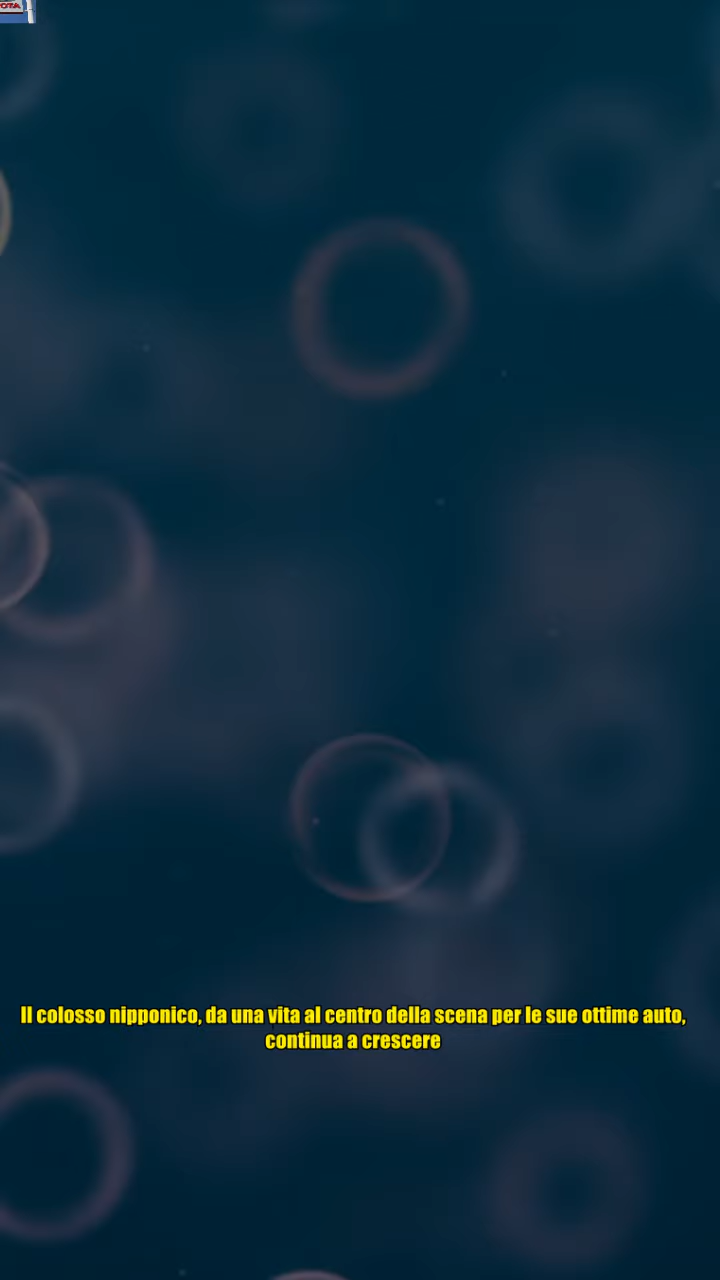 Il colosso nipponico, da una vita al centro della scena per le sue ottime auto,
continua a crescere